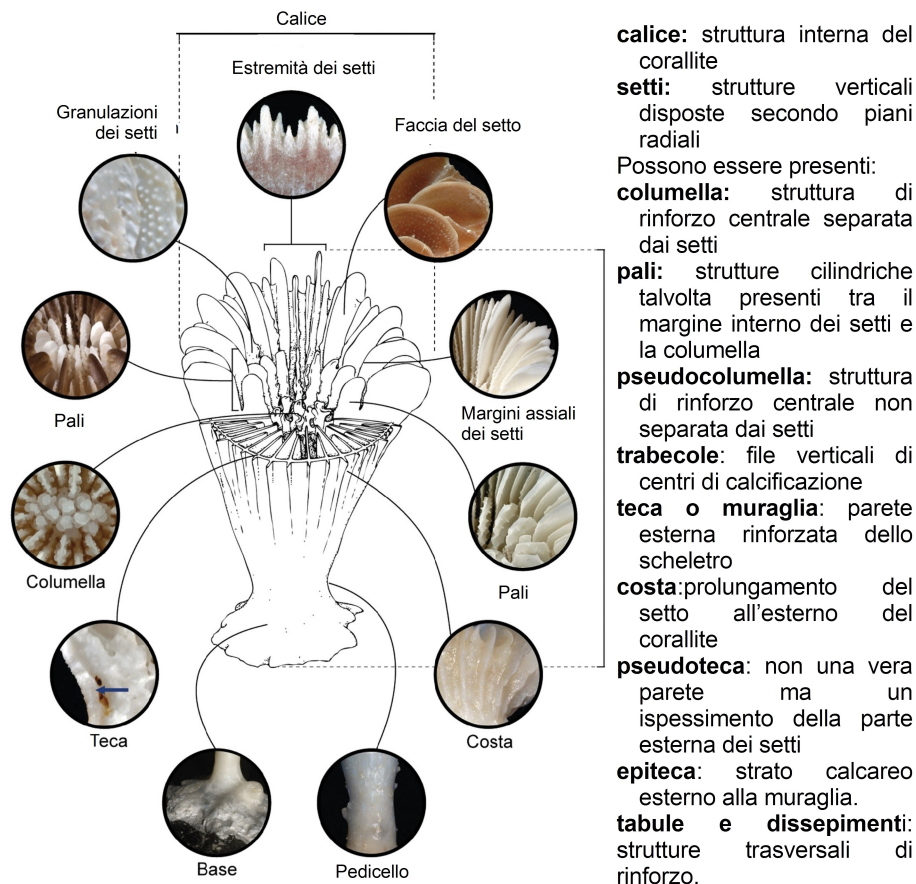 Calice
Estremità dei setti
Granulazioni
dei setti
Faccia del setto
Pali
Margini assiali
dei setti
Columella
Pali
Teca
Costa
Base
Pedicello
calice: struttura interna del
corallite
setti: strutture verticali
disposte secondo piani
radiali
Possono essere presenti:
columella: struttura di
rinforzo centrale separata
dai setti
pali: strutture cilindriche
talvolta presenti tra il
margine interno dei setti e
la columella
pseudocolumella: struttura
di rinforzo centrale non
separata dai setti
trabecole: file verticali di
centri di calcificazione
teca o muraglia: parete
esterna rinforzata dello
scheletro
costa:prolungamento del
setto all'esterno del
corallite
pseudoteca: non una vera
parete ma un
ispessimento della parte
esterna dei setti
epiteca: strato calcareo
esterno alla muraglia.
tabule e dissepimenti:
strutture trasversali di
rinforzo.